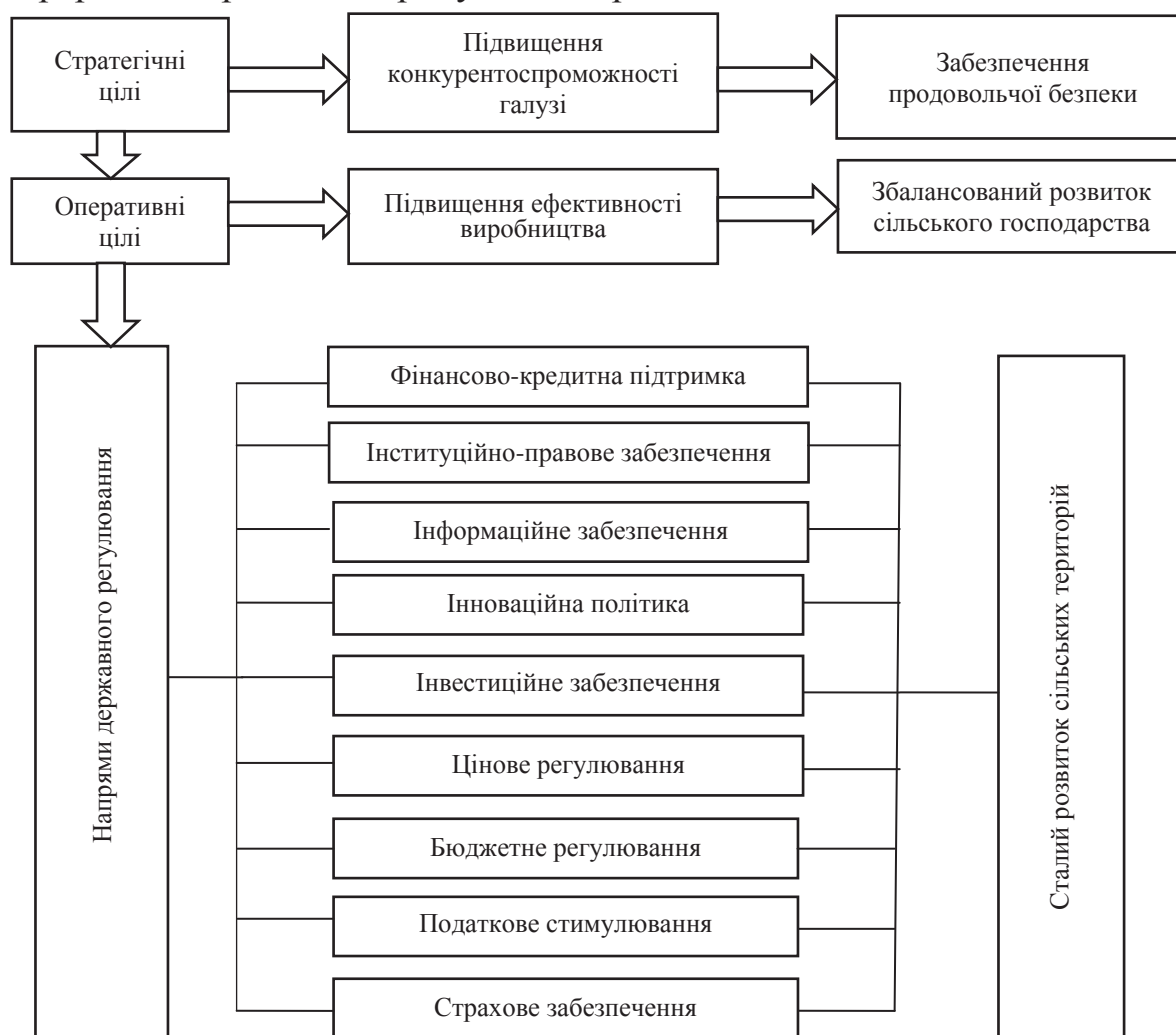 Стратегічні
цілі
Підвищення
конкурентоспроможності
галузі
Забезпечення
продовольчої безпеки
Оперативні
цілі
Підвищення ефективності
виробництва
Збалансований розвиток
сільського господарства
Напрями державного регулювання
Фінансово-кредитна підтримка
Інституційно-правове забезпечення
Інформаційне забезпечення
Інноваційна політика
Інвестиційне забезпечення
Цінове регулювання
Бюджетне регулювання
Податкове стимулювання
Страхове забезпечення
Сталий розвиток сільських територій